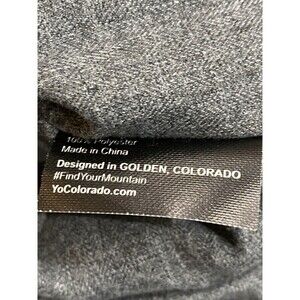 100% Polyester
Made in China
Designed in GOLDEN, COLORADO
#FindYourMountain
YoColorado.com